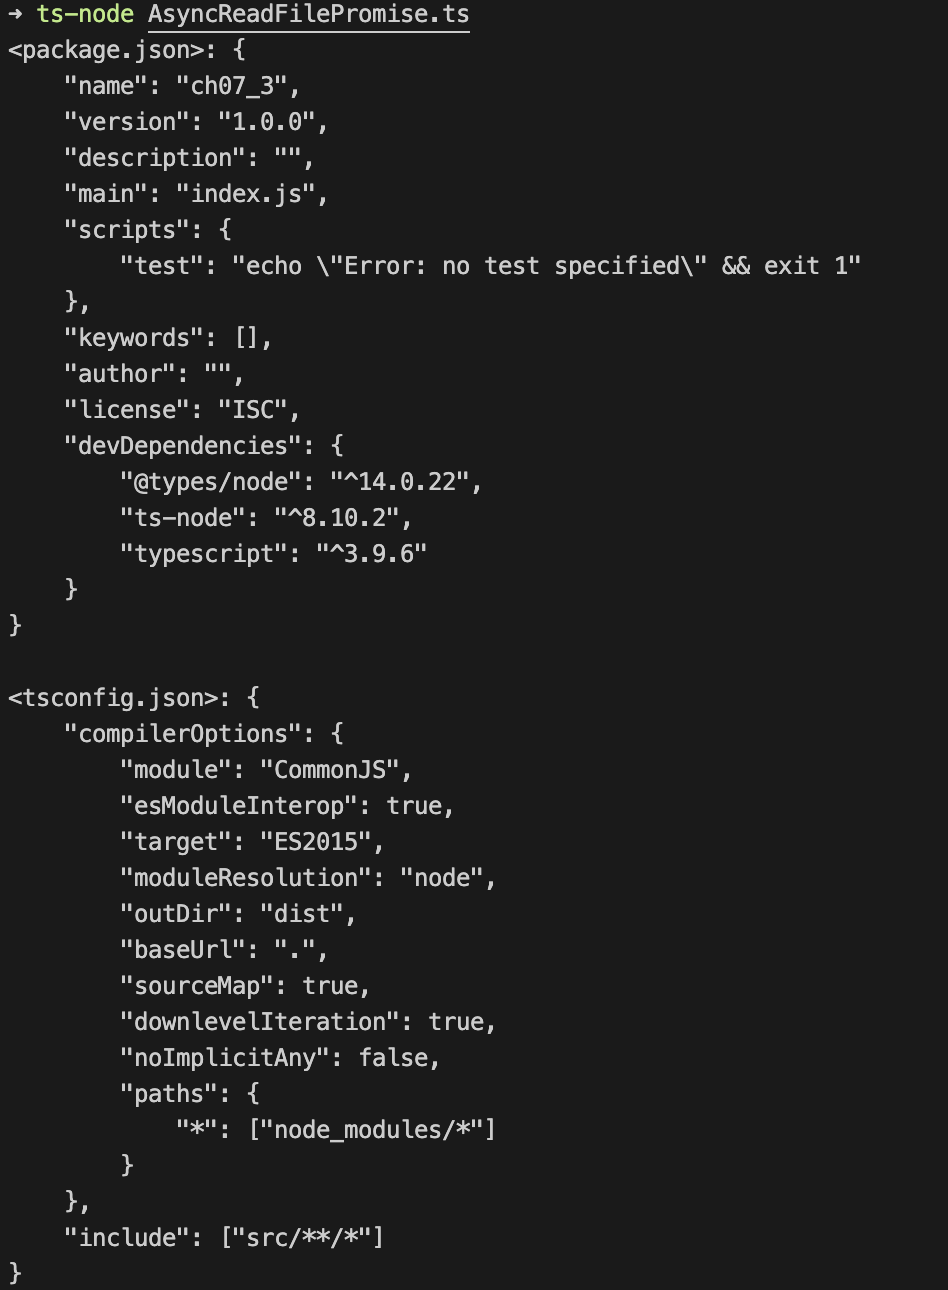 → ts-node AsyncReadFilePromise.ts
<package.json>: {
    "name": "ch07_3",
    "version": "1.0.0",
    "description": "",
    "main": "index.js",
    "scripts": {
        "test": "echo \"Error: no test specified\" && exit 1"
    },
    "keywords": [],
    "author": "",
    "license": "ISC",
    "devDependencies": {
        "@types/node": "^14.0.22",
        "ts-node": "^8.10.2",
        "typescript": "^3.9.6"
    }
}

<tsconfig.json>: {
    "compilerOptions": {
        "module": "CommonJS",
        "esModuleInterop": true,
        "target": "ES2015",
        "moduleResolution": "node",
        "outDir": "dist",
        "baseUrl": ".",
        "sourceMap": true,
        "downlevelIteration": true,
        "noImplicitAny": false,
        "paths": {
            "*": ["node_modules/*"]
        }
    },
    "include": ["src/**/*"]
}